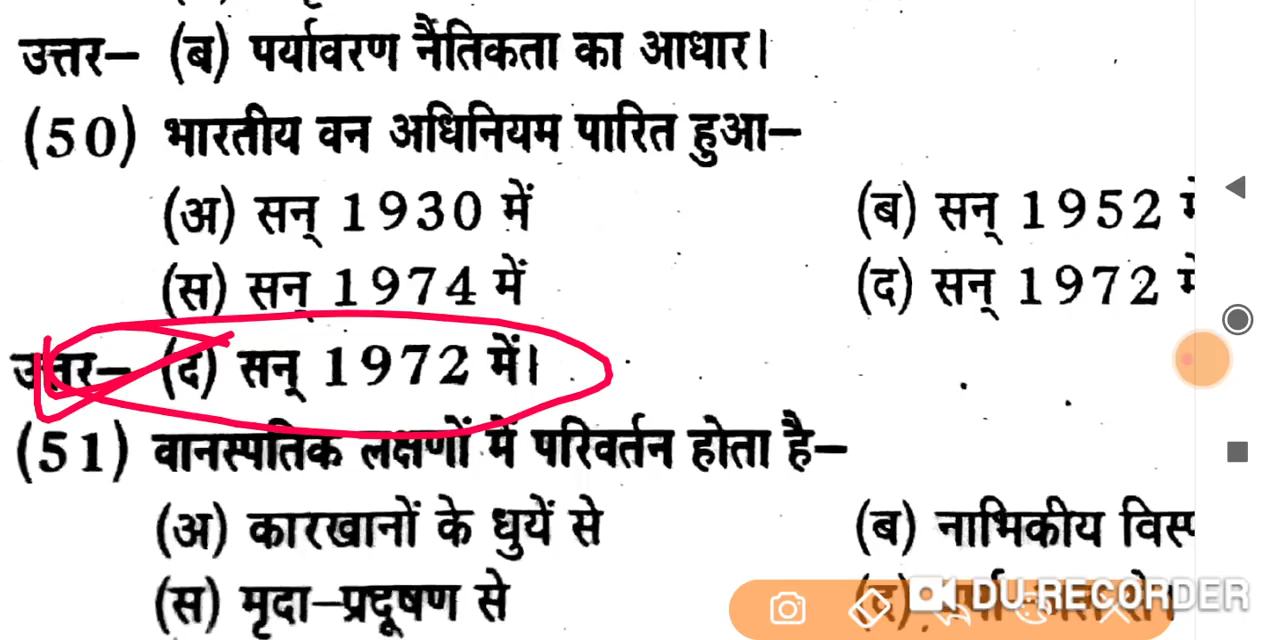 उत्तर– (ब) पर्यावरण नैतिकता का आधार।
(50) भारतीय वन अधिनियम पारित हुआ–
(अ) सन् 1930 में (ब) सन् 1952
(स) सन् 1974 में (द) सन् 1972
उत्तर– (द) सन् 1972 में।
(51) वानस्पतिक लक्षणों में परिवर्तन होता है–
(अ) कारखानों के धुयें से (ब) नाभिकीय
(स) मृदा–प्रदूषण से (द)
DU RECORDER